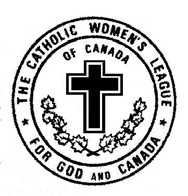 THE CATHOLIC WOMEN'S LEAGUE
OF CANADA
FOR GOD AND CANADA